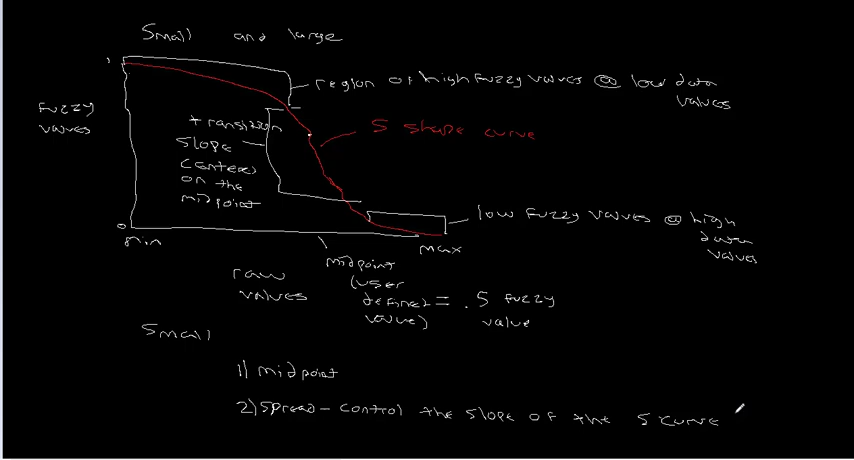 Small and large
1
region of high fuzzy values @ low data
values
fuzzy
values
transition
slope
centered
on the
midpoint
S shape curve
low fuzzy values @ high
data
values
0
min
max
midpoint
(user
defined
value)
= .5 fuzzy
value
raw
values
Small
1) midpoint
2) spread - control the slope of the S curve